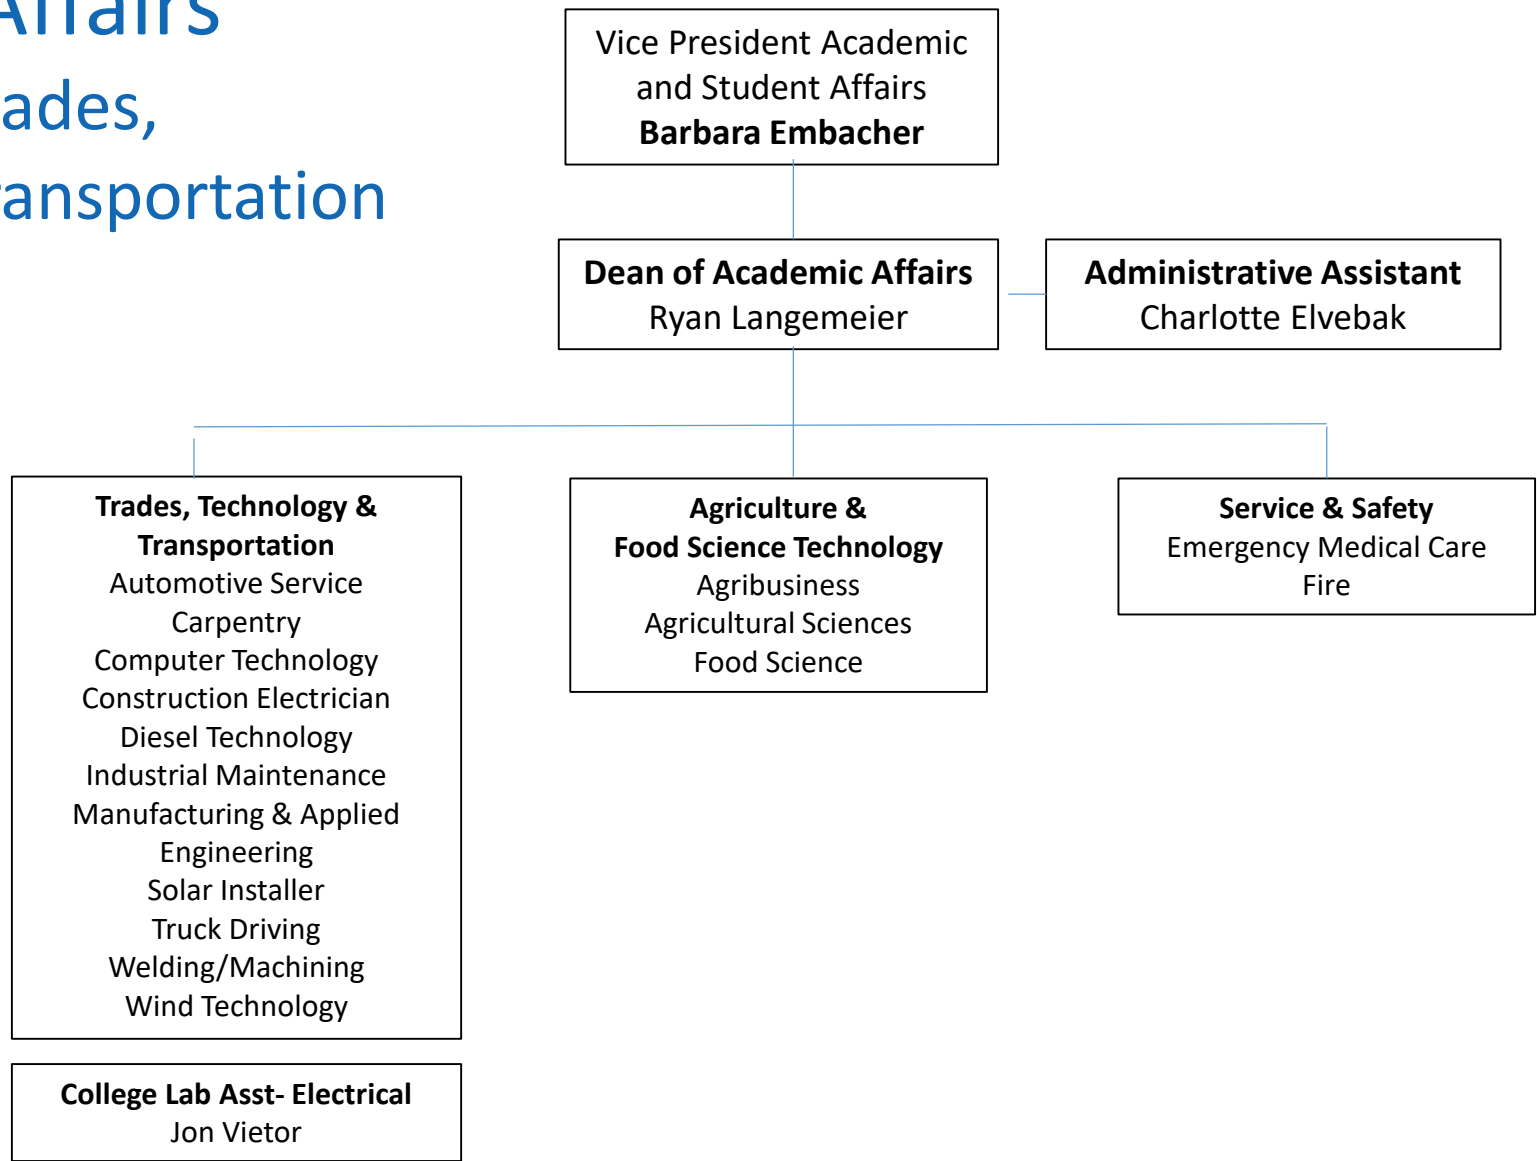 Affairs
ades,
ansportation
Vice President Academic
and Student Affairs
Barbara Embacher
Dean of Academic Affairs
Ryan Langemeier
Administrative Assistant
Charlotte Elvebak
Trades, Technology &
Transportation
Automotive Service
Carpentry
Computer Technology
Construction Electrician
Diesel Technology
Industrial Maintenance
Manufacturing & Applied
Engineering
Solar Installer
Truck Driving
Welding/Machining
Wind Technology
Agriculture &
Food Science Technology
Agribusiness
Agricultural Sciences
Food Science
Service & Safety
Emergency Medical Care
Fire
College Lab Asst- Electrical
Jon Vietor